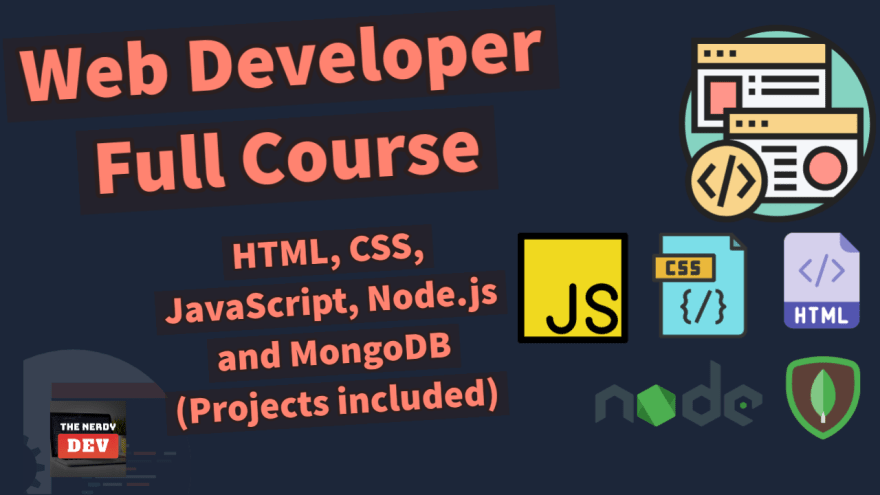 Web Developer
Full Course
HTML, CSS,
JavaScript, Node.js
and MongoDB
(Projects included)
</>
JS
CSS
{/}
</>
HTML
node
THE NERDY
DEV